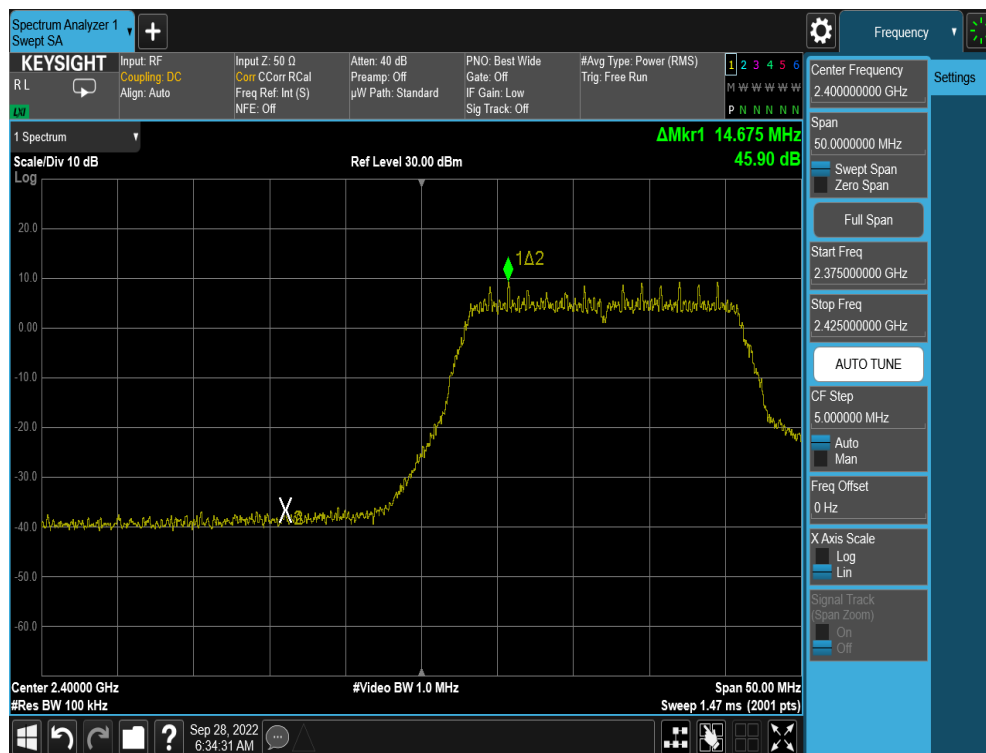 Spectrum Analyzer 1
Swept SA
+
Frequency
KEYSIGHT
R L
LXI
Input: RF
Coupling: DC
Align: Auto
Input Z: 50 Ω
Corr CCorr RCal
Freq Ref: Int (S)
NFE: Off
Atten: 40 dB
Preamp: Off
µW Path: Standard
PNO: Best Wide
Gate: Off
IF Gain: Low
Sig Track: Off
#Avg Type: Power (RMS)
Trig: Free Run
1 2 3 4 5 6
M W W W W W
P N N N N N
1 Spectrum
ΔMkr1 14.675 MHz
45.90 dB
Scale/Div 10 dB
Ref Level 30.00 dBm
Log
20.0
10.0
0.00
-10.0
-20.0
-30.0
-40.0
-50.0
-60.0
1Δ2
X2
Center 2.40000 GHz
#Video BW 1.0 MHz
Span 50.00 MHz
#Res BW 100 kHz
Sweep 1.47 ms (2001 pts)
Sep 28, 2022
6:34:31 AM
?
Center Frequency
2.400000000 GHz
Settings
Span
50.0000000 MHz
Swept Span
Zero Span
Full Span
Start Freq
2.375000000 GHz
Stop Freq
2.425000000 GHz
AUTO TUNE
CF Step
5.000000 MHz
Auto
Man
Freq Offset
0 Hz
X Axis Scale
Log
Lin
Signal Track
(Span Zoom)
On
Off